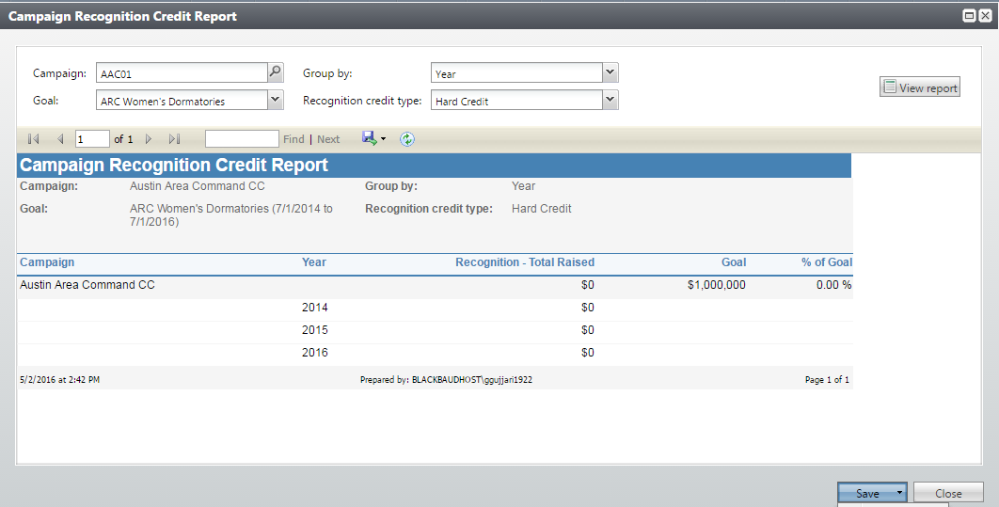 Campaign Recognition Credit Report
Campaign: AAC01 Group by: Year
View report
Goal: ARC Women's Dormatories Recognition credit type: Hard Credit
1 of 1 Find | Next
Campaign Recognition Credit Report
Campaign: Austin Area Command CC Group by: Year
Goal: ARC Women's Dormatories (7/1/2014 to Recognition credit type: Hard Credit
7/1/2016)
Campaign Year Recognition - Total Raised Goal % of Goal
Austin Area Command CC $0 $1,000,000 0.00 %
2014 $0
2015 $0
2016 $0
5/2/2016 at 2:42 PM Prepared by: BLACKBAUDHOST\ggujjari1922 Page 1 of 1
Save Close